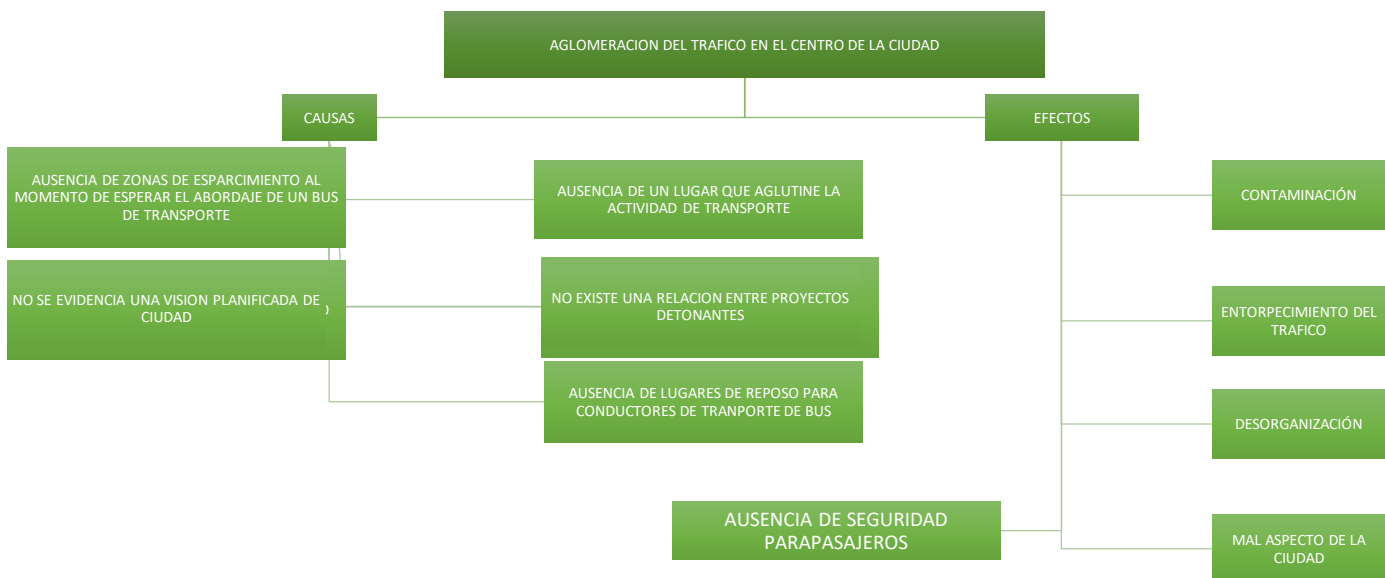 AGLOMERACION DEL TRAFICO EN EL CENTRO DE LA CIUDAD
CAUSAS
EFECTOS
AUSENCIA DE ZONAS DE ESPARCIMIENTO AL
MOMENTO DE ESPERAR EL ABORDAJE DE UN BUS
DE TRANSPORTE
AUSENCIA DE UN LUGAR QUE AGLUTINE LA
ACTIVIDAD DE TRANSPORTE
CONTAMINACIÓN
NO SE EVIDENCIA UNA VISION PLANIFICADA DE
CIUDAD
NO EXISTE UNA RELACION ENTRE PROYECTOS
DETONANTES
ENTORPECIMIENTO DEL
TRAFICO
AUSENCIA DE LUGARES DE REPOSO PARA
CONDUCTORES DE TRANPORTE DE BUS
DESORGANIZACIÓN
AUSENCIA DE SEGURIDAD
PARAPASAJEROS
MAL ASPECTO DE LA
CIUDAD